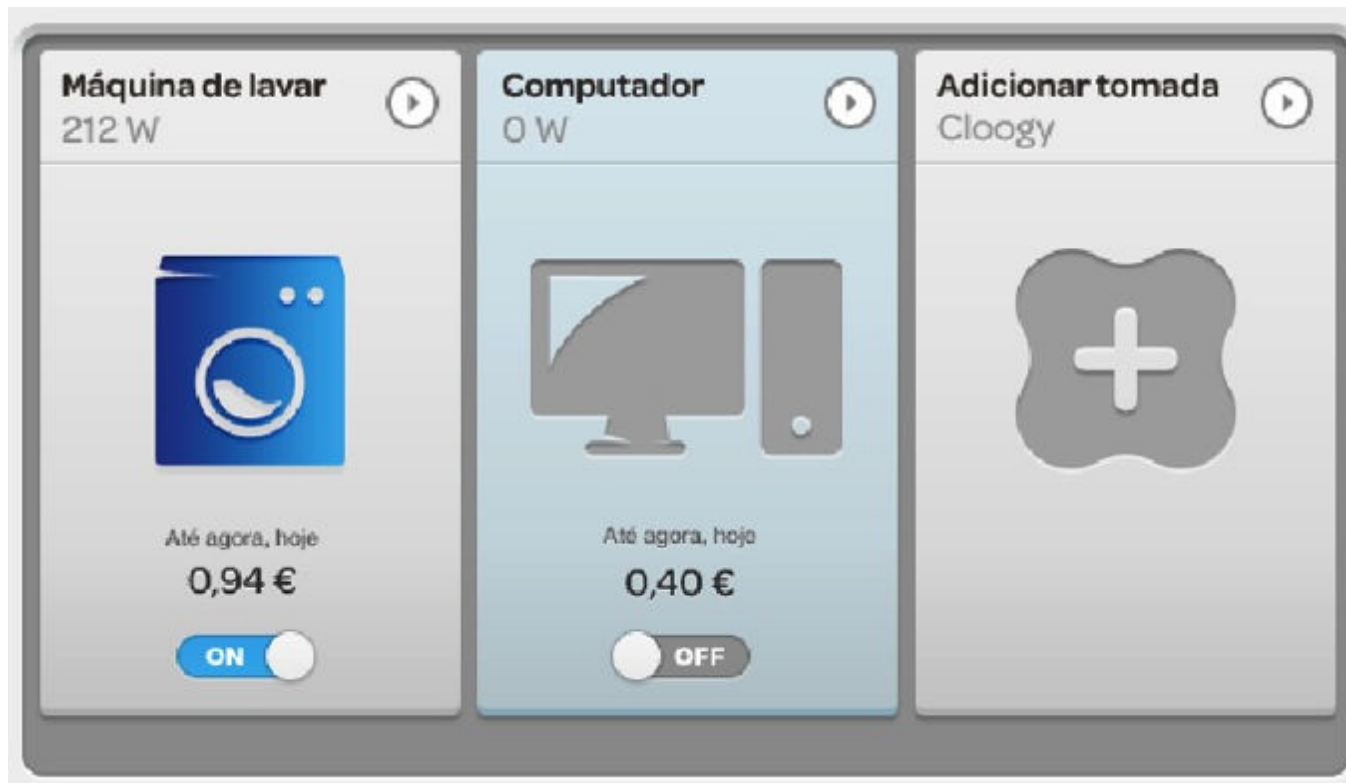 Máquina de lavar
212 W
Até agora, hoje
0,94 €
ON
Computador
0 W
Até agora, hoje
0,40 €
OFF
Adicionar tomada
Cloogy